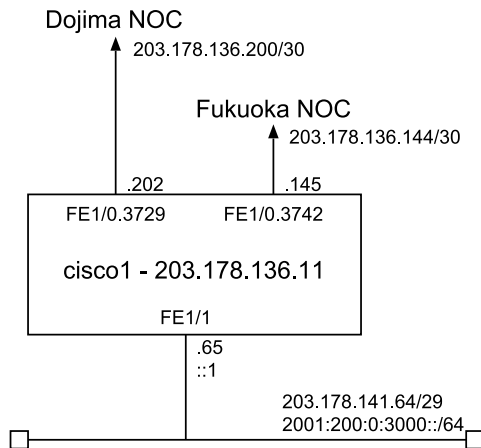 Dojima NOC
203.178.136.200/30
Fukuoka NOC
203.178.136.144/30
.202
.145
FE1/0.3729
FE1/0.3742
cisco1 - 203.178.136.11
FE1/1
.65
::1
203.178.141.64/29
2001:200:0:3000::/64